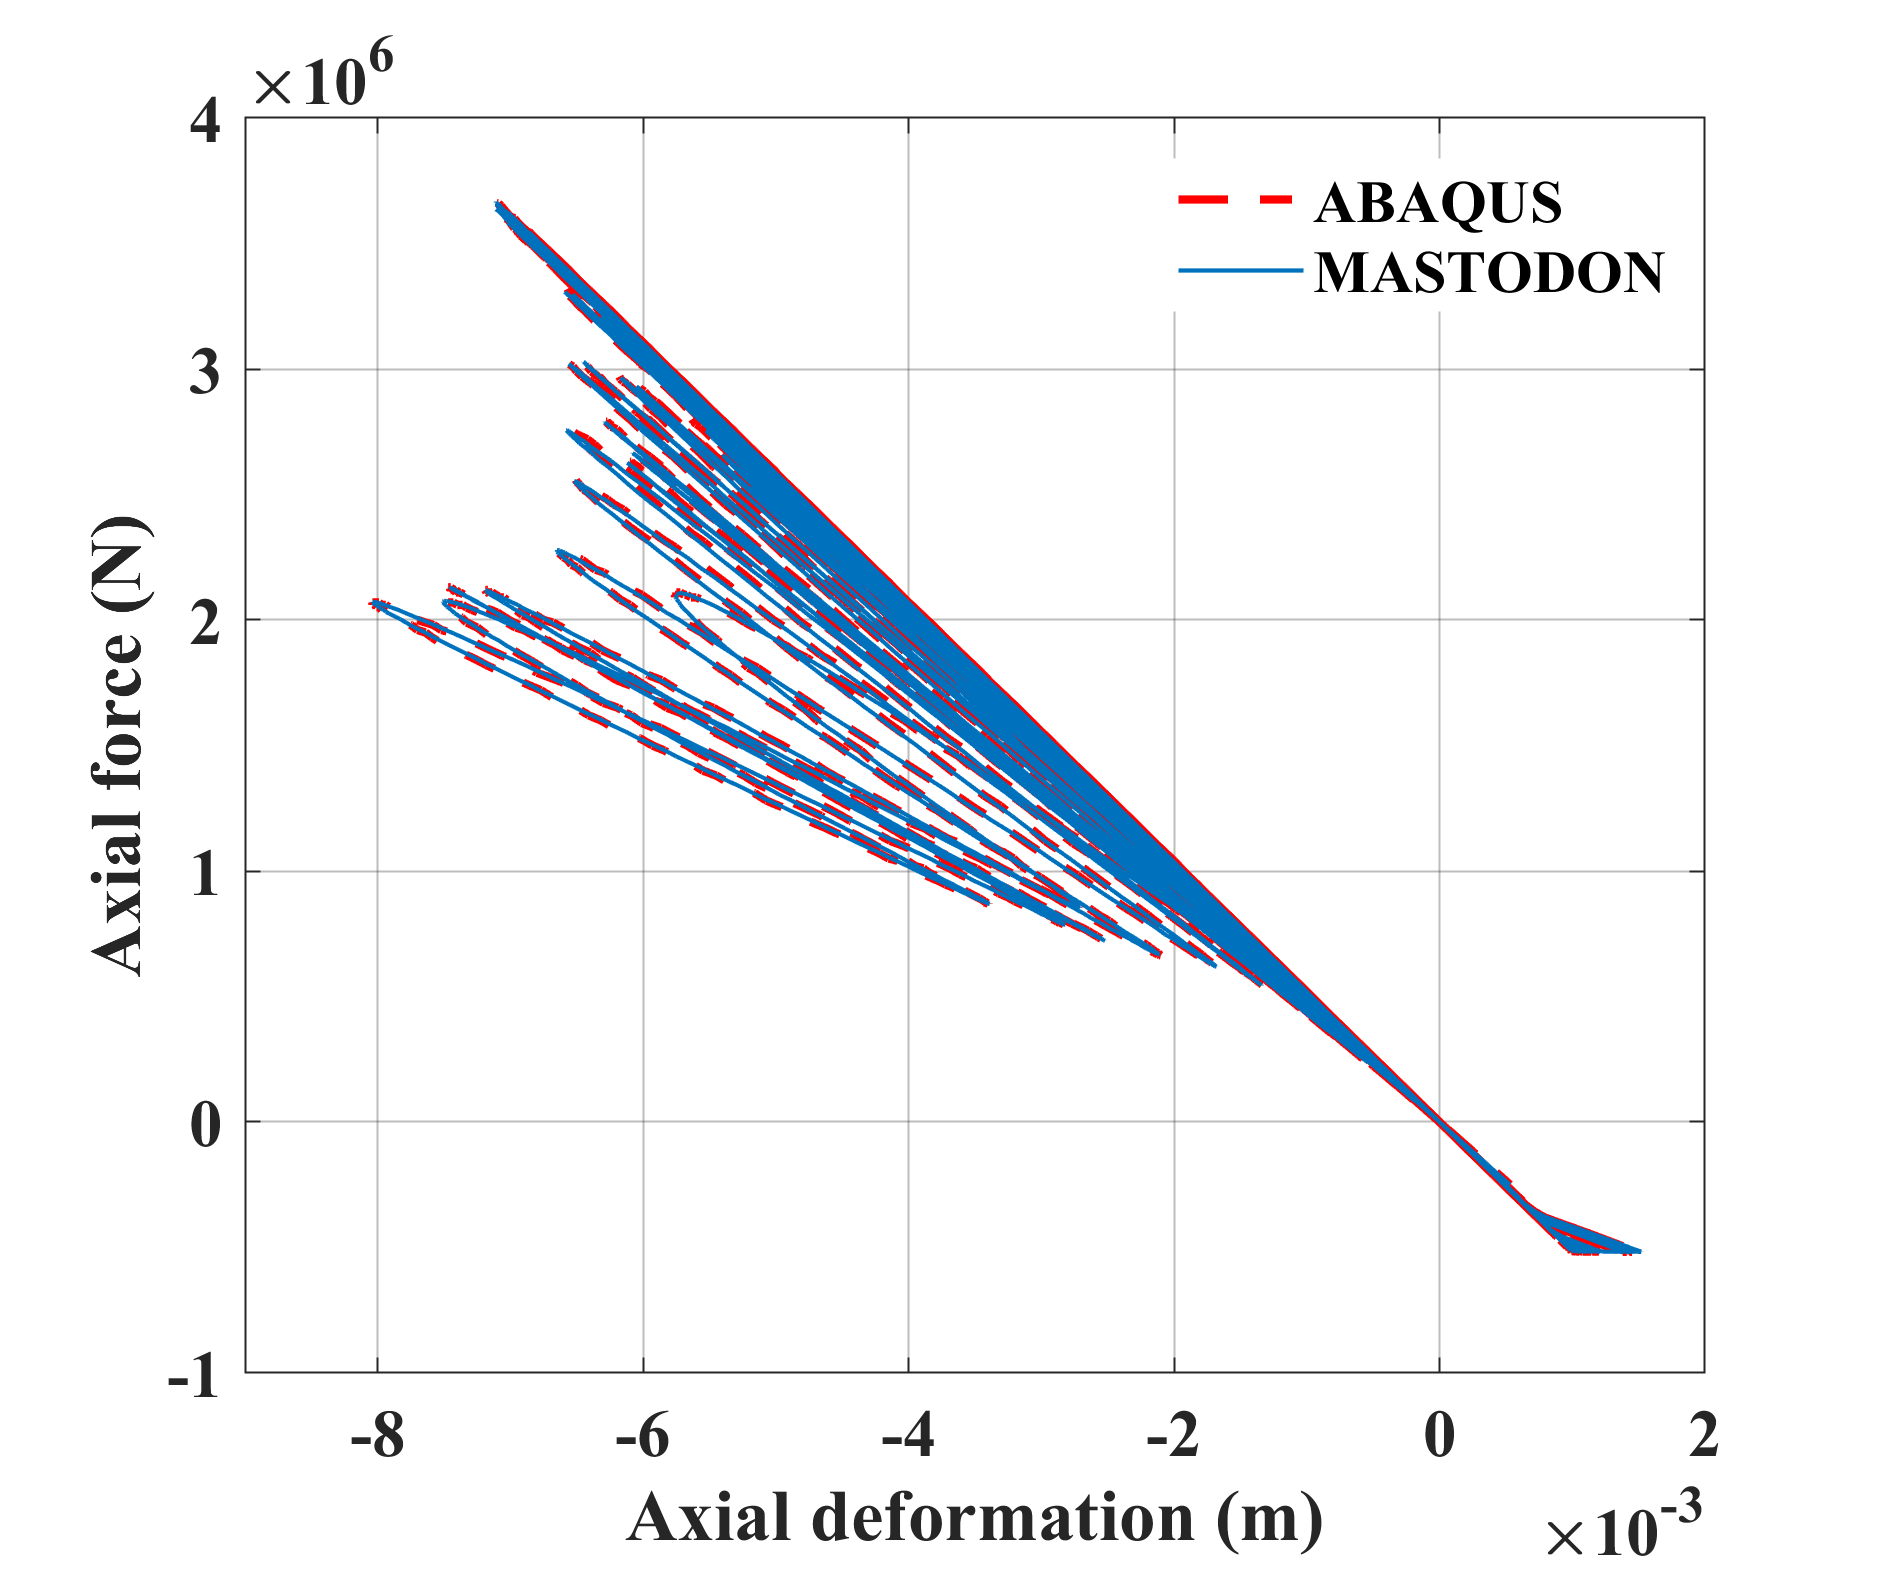 ×10^6
4
3
2
1
0
-1
ABAQUS
MASTODON
Axial force (N)
-8 -6 -4 -2 0 2
Axial deformation (m)
×10^-3